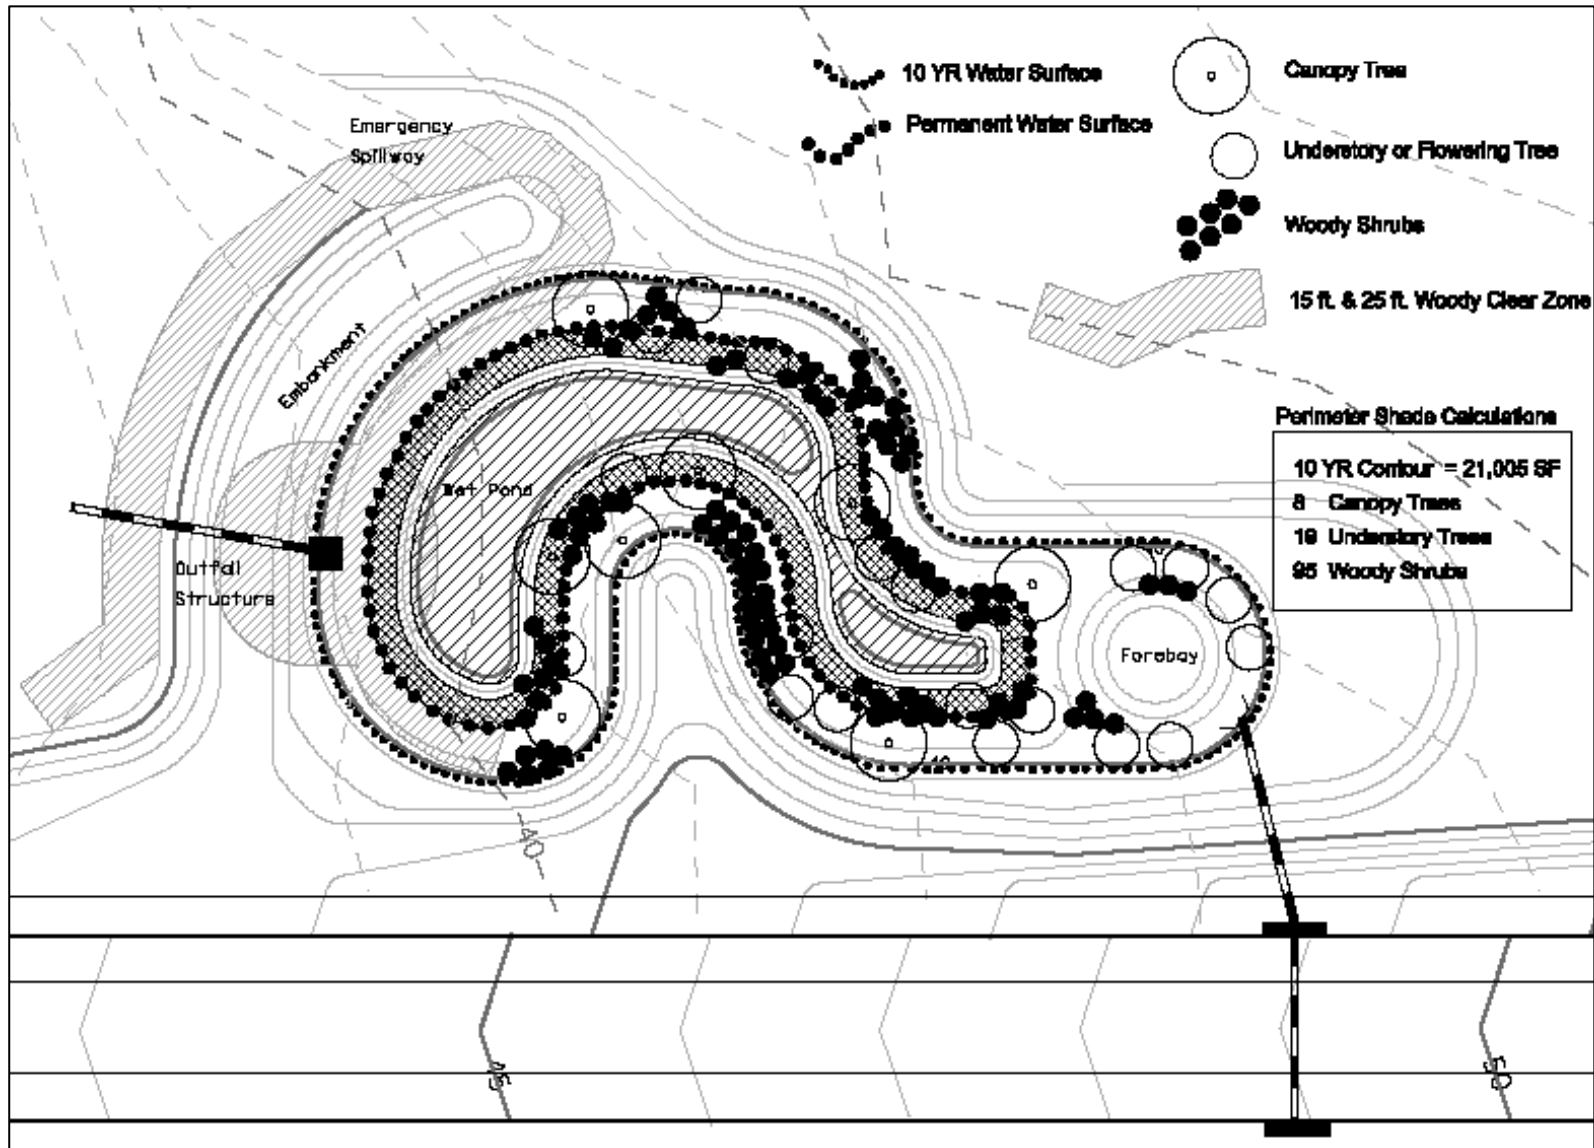 10 YR Water Surface
Permanent Water Surface
Canopy Tree
Understory or Flowering Tree
Woody Shrubs
15 ft. & 25 ft. Woody Clear Zone
Perimeter Shade Calculations
10 YR Contour = 21,005 SF
8 Canopy Trees
19 Understory Trees
95 Woody Shrubs
Emergency
Spillway
Embankment
Wet Pond
Outfall
Structure
Forebay
40
40
45
50